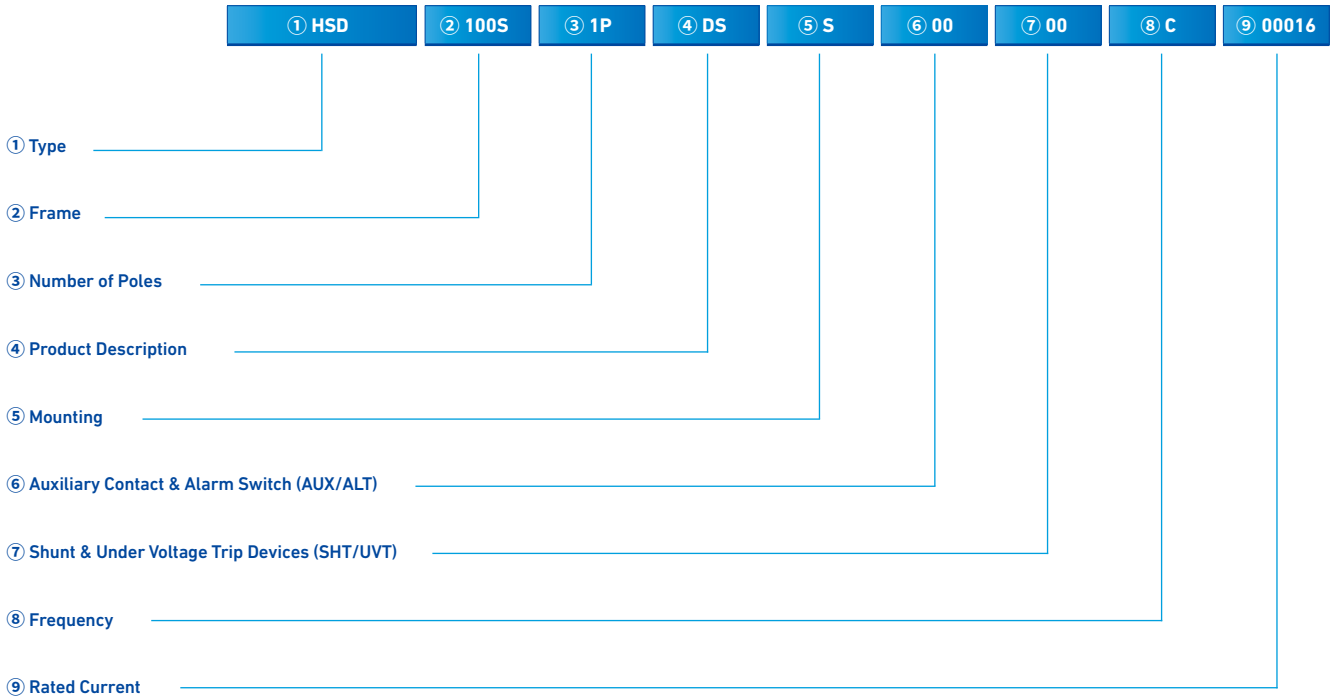 ① HSD ② 100S ③ 1P ④ DS ⑤ S ⑥ 00 ⑦ 00 ⑧ C ⑨ 00016
① Type
② Frame
③ Number of Poles
④ Product Description
⑤ Mounting
⑥ Auxiliary Contact & Alarm Switch (AUX/ALT)
⑦ Shunt & Under Voltage Trip Devices (SHT/UVT)
⑧ Frequency
⑨ Rated Current